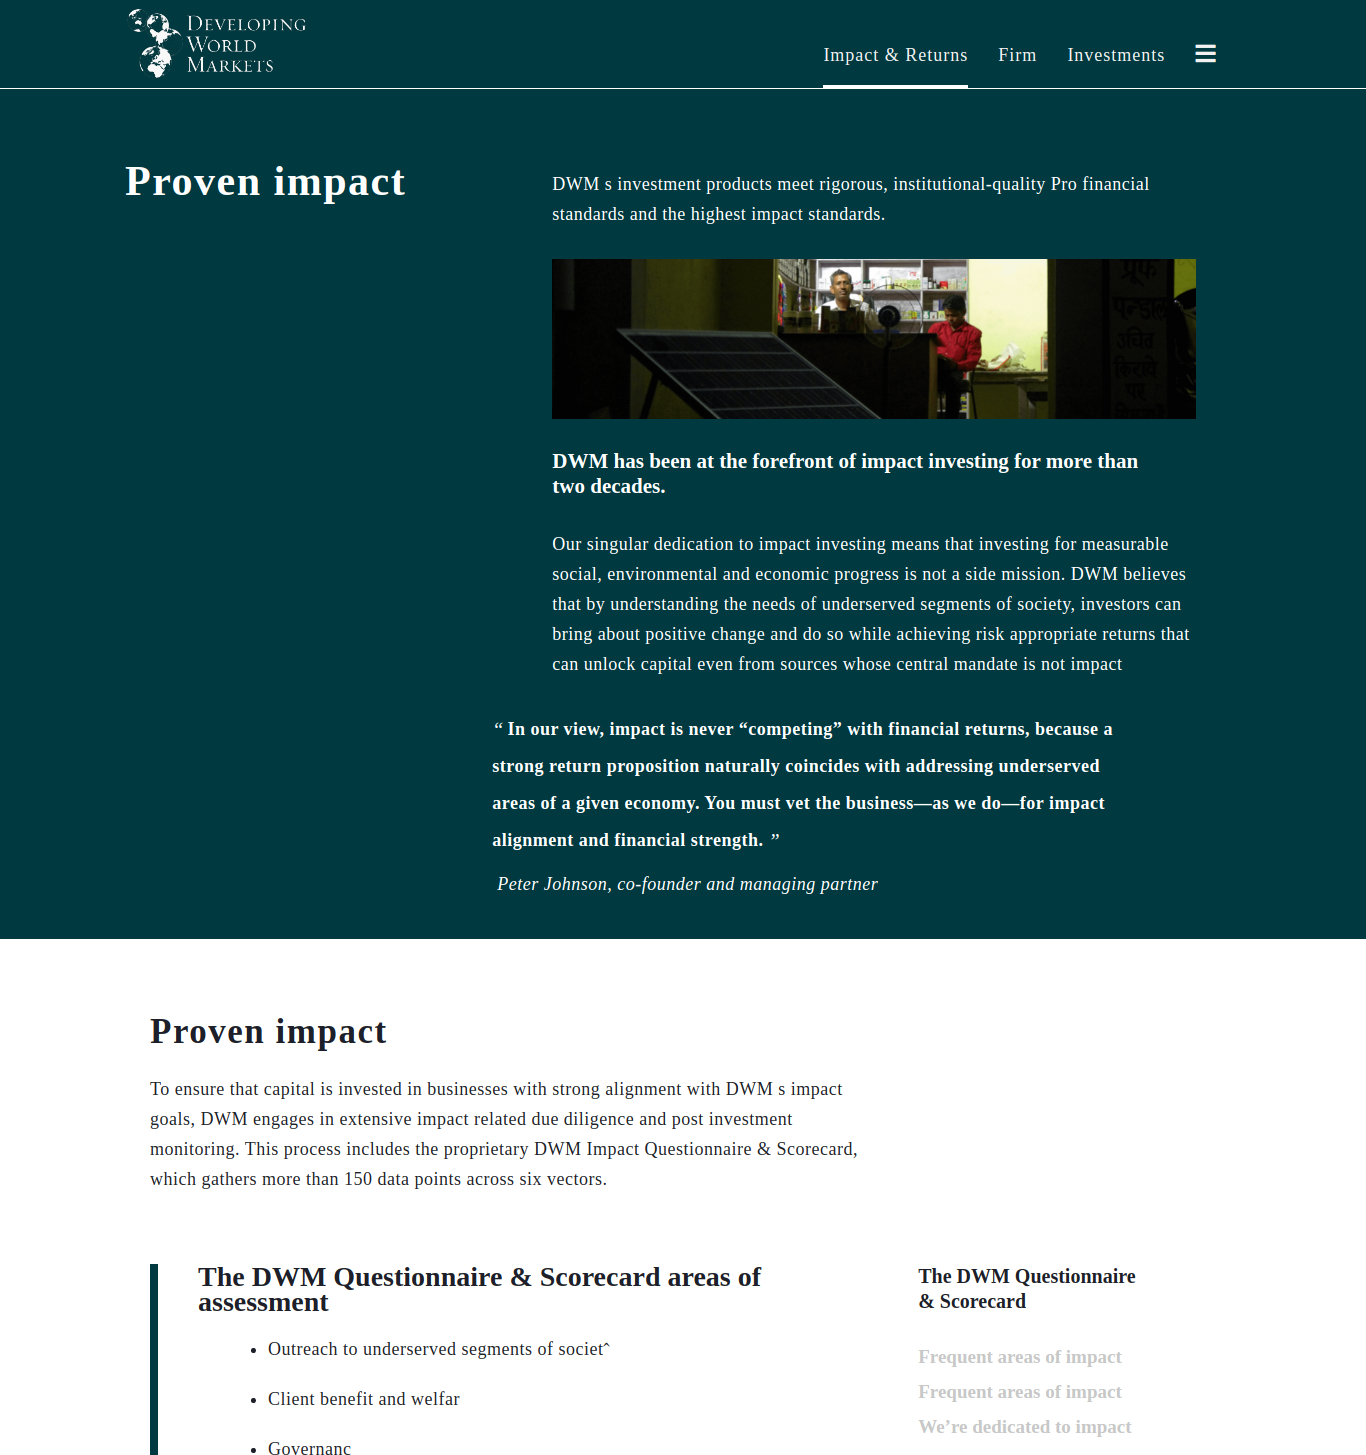 DEVELOPING
WORLD
MARKETS
Impact & Returns
Firm
Investments
Proven impact
DWM s investment products meet rigorous, institutional-quality Pro financial
standards and the highest impact standards.
प्रूफ
पन्डाल
उचित
किराये
पर
DWM has been at the forefront of impact investing for more than
two decades.
Our singular dedication to impact investing means that investing for measurable
social, environmental and economic progress is not a side mission. DWM believes
that by understanding the needs of underserved segments of society, investors can
bring about positive change and do so while achieving risk appropriate returns that
can unlock capital even from sources whose central mandate is not impact
“ In our view, impact is never “competing” with financial returns, because a
strong return proposition naturally coincides with addressing underserved
areas of a given economy. You must vet the business—as we do—for impact
alignment and financial strength. ”
Peter Johnson, co-founder and managing partner
Proven impact
To ensure that capital is invested in businesses with strong alignment with DWM s impact
goals, DWM engages in extensive impact related due diligence and post investment
monitoring. This process includes the proprietary DWM Impact Questionnaire & Scorecard,
which gathers more than 150 data points across six vectors.
The DWM Questionnaire & Scorecard areas of
assessment
• Outreach to underserved segments of societˆ
• Client benefit and welfar
• Governanc
The DWM Questionnaire
& Scorecard
Frequent areas of impact
Frequent areas of impact
We’re dedicated to impact